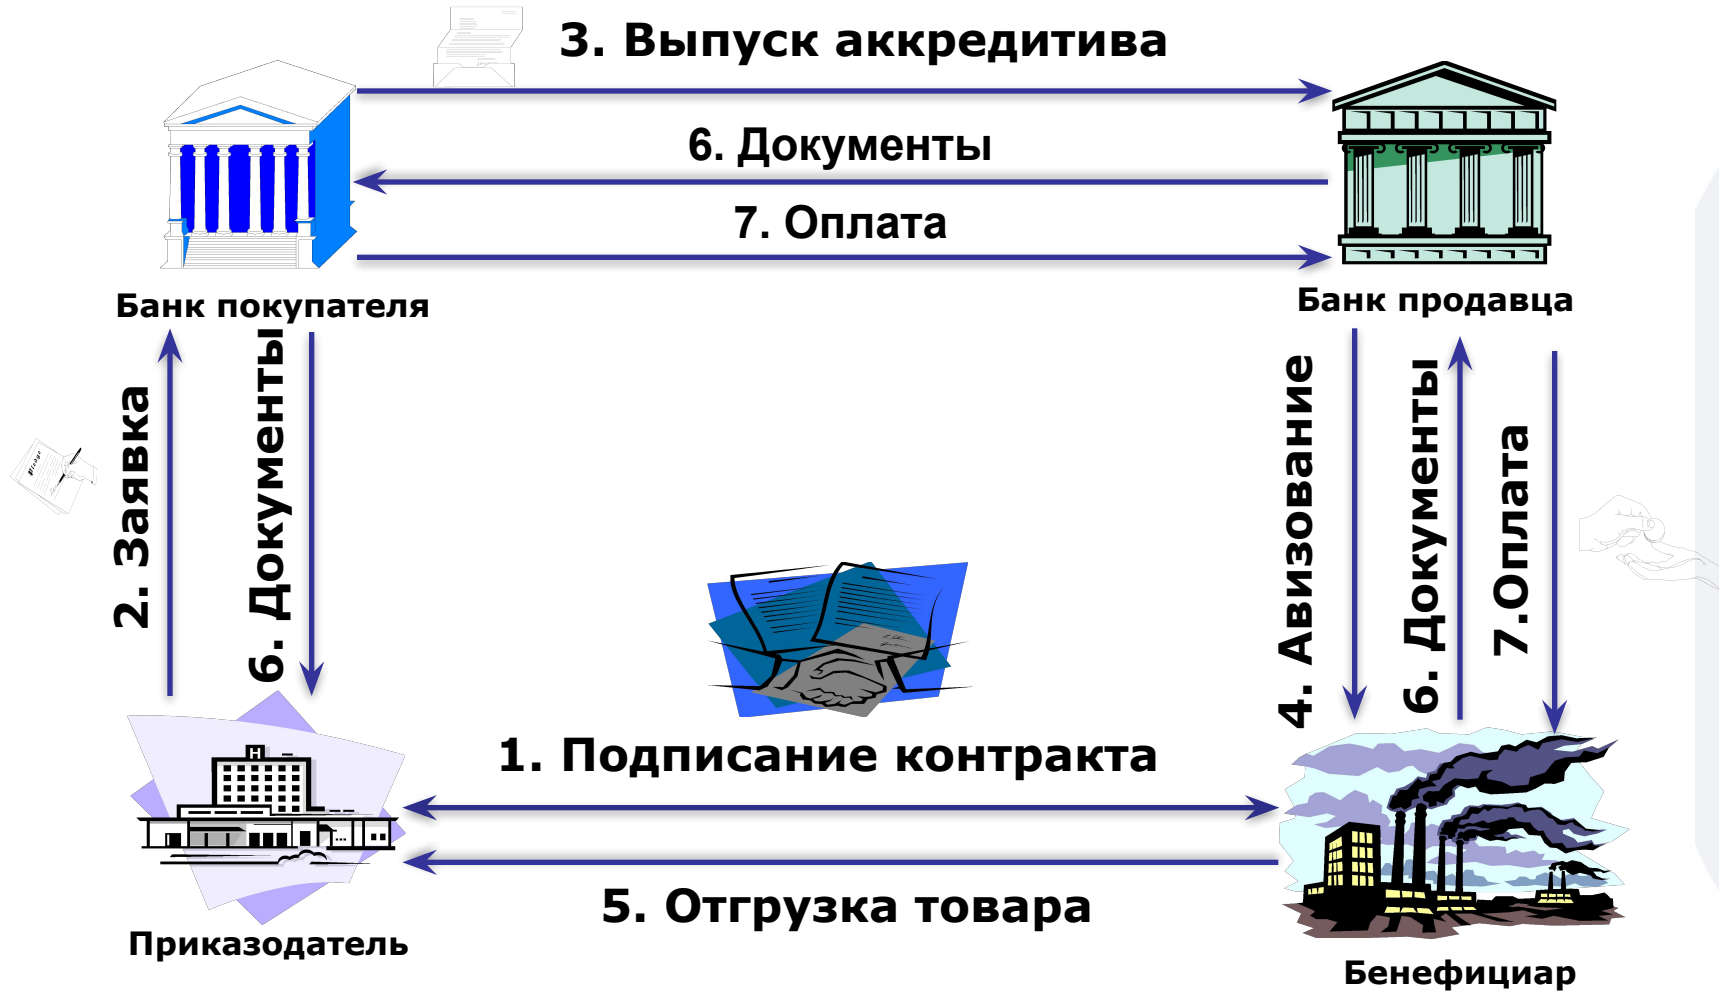 3. Выпуск аккредитива
6. Документы
7. Оплата
Банк покупателя
Банк продавца
2. Заявка
6. Документы
4. Авизование
6. Документы
7.Оплата
Pledge
1. Подписание контракта
5. Отгрузка товара
H
Приказодатель
Бенефициар